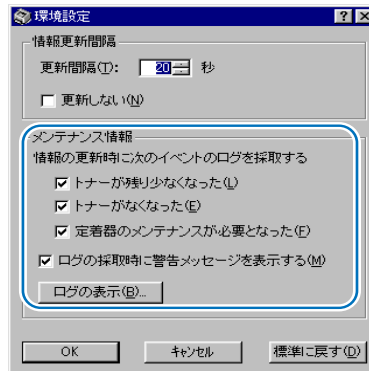 環境設定
情報更新間隔
更新間隔(T): 20 秒
更新しない(N)
メンテナンス情報
情報の更新時に次のイベントのログを採取する
トナーが残り少なくなった(L)
トナーがなくなった(E)
定着器のメンテナンスが必要となった(F)
ログの採取時に警告メッセージを表示する(M)
ログの表示(B)...
OK キャンセル 標準に戻す(D)